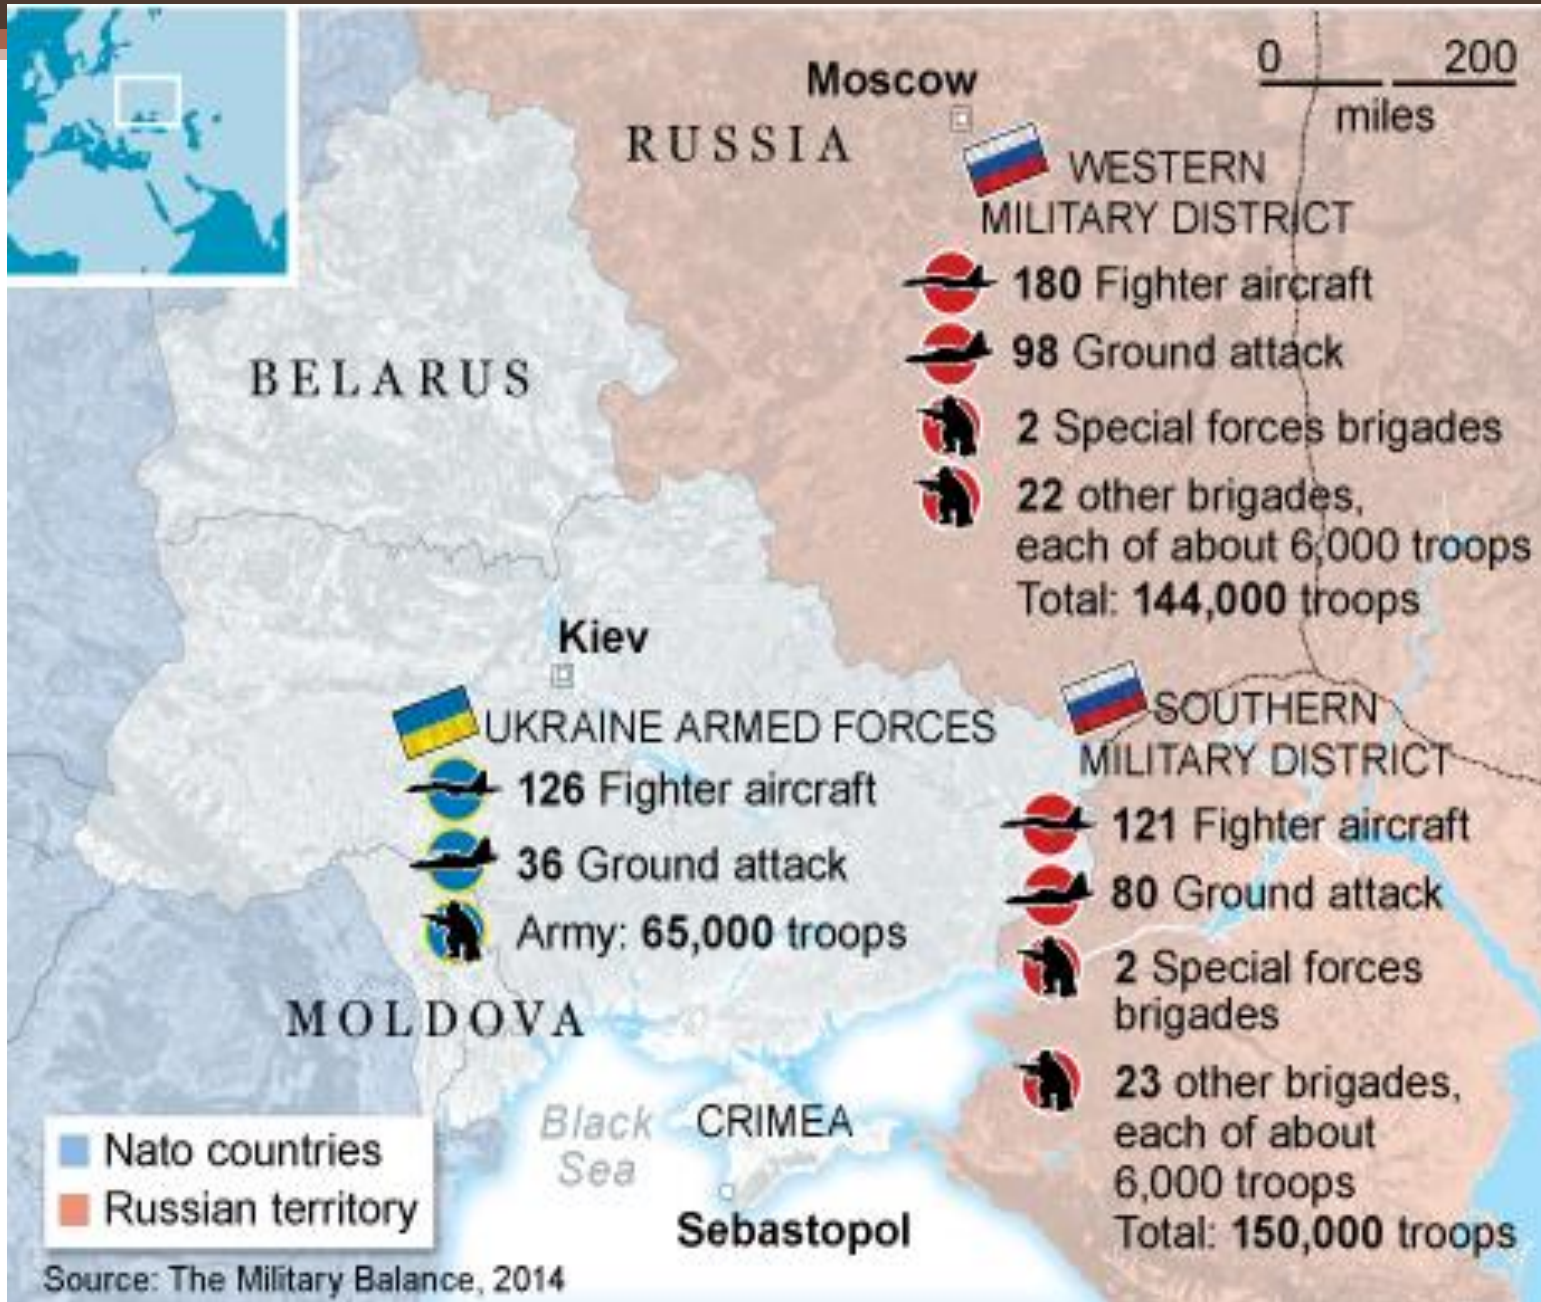 Moscow
0 200
miles
RUSSIA
WESTERN
MILITARY DISTRICT
180 Fighter aircraft
98 Ground attack
2 Special forces brigades
22 other brigades,
each of about 6,000 troops
Total: 144,000 troops
BELARUS
Kiev
UKRAINE ARMED FORCES
126 Fighter aircraft
36 Ground attack
Army: 65,000 troops
SOUTHERN
MILITARY DISTRICT
121 Fighter aircraft
80 Ground attack
2 Special forces
brigades
23 other brigades,
each of about
6,000 troops
Total: 150,000 troops
MOLDOVA
Black
Sea
CRIMEA
Sebastopol
Nato countries
Russian territory
Source: The Military Balance, 2014